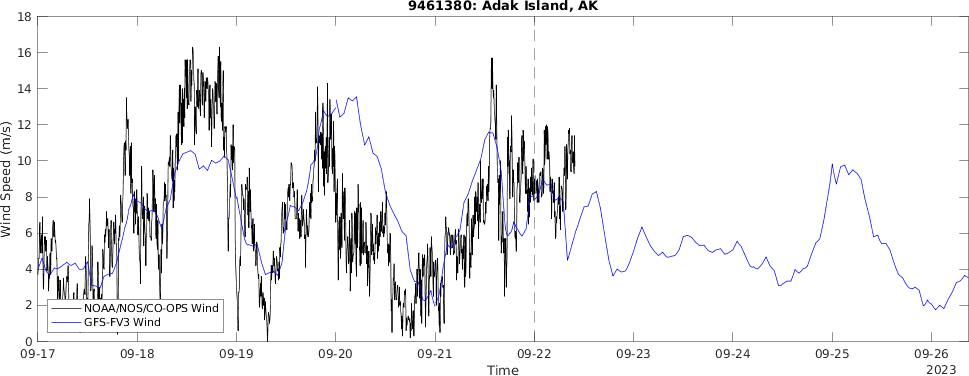 9461380: Adak Island, AK
Wind Speed (m/s)
18
16
14
12
10
8
6
4
2
0
NOAA/NOS/CO-OPS Wind
GFS-FV3 Wind
09-17 09-18 09-19 09-20 09-21 09-22 09-23 09-24 09-25 09-26
Time
2023